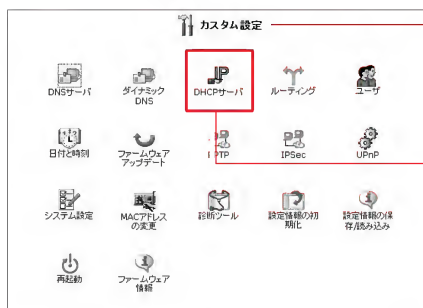 カスタム設定
DNSサーバ
ダイナミック
DNS
DHCPサーバ
ルーティング
ユーザ
日付と時刻
ファームウェア
アップデート
PTP
IPSec
UPnP
システム設定
MACアドレス
の変更
診断ツール
設定情報の初
期化
設定情報の保
存/読み込み
再起動
ファームウェア
情報